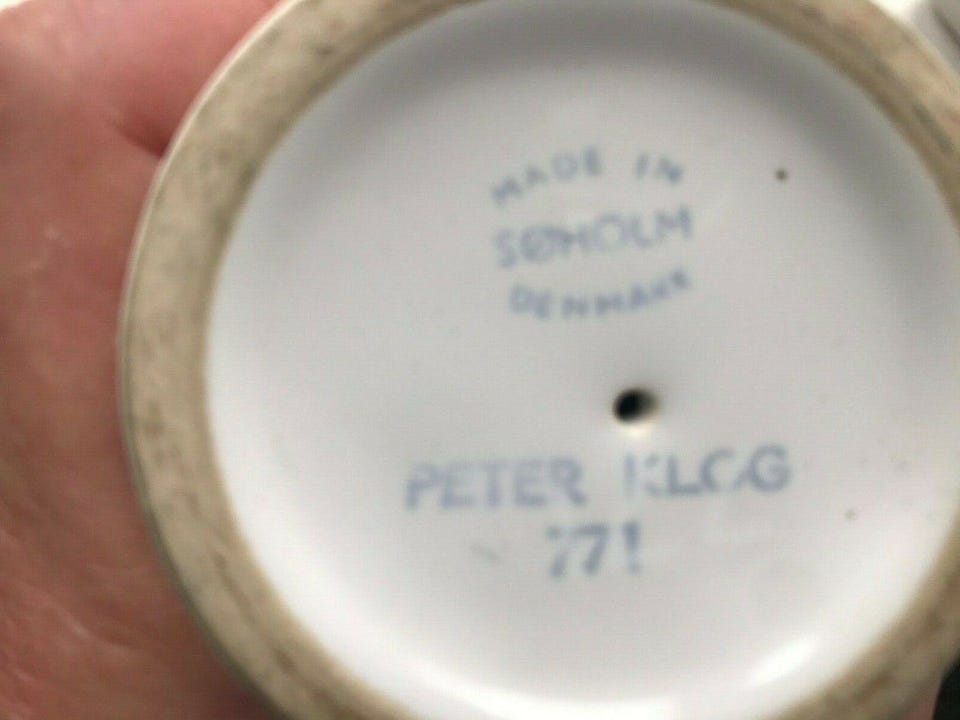 MADE IN
SØHOLM
DENMARK
PETER KLOG
771